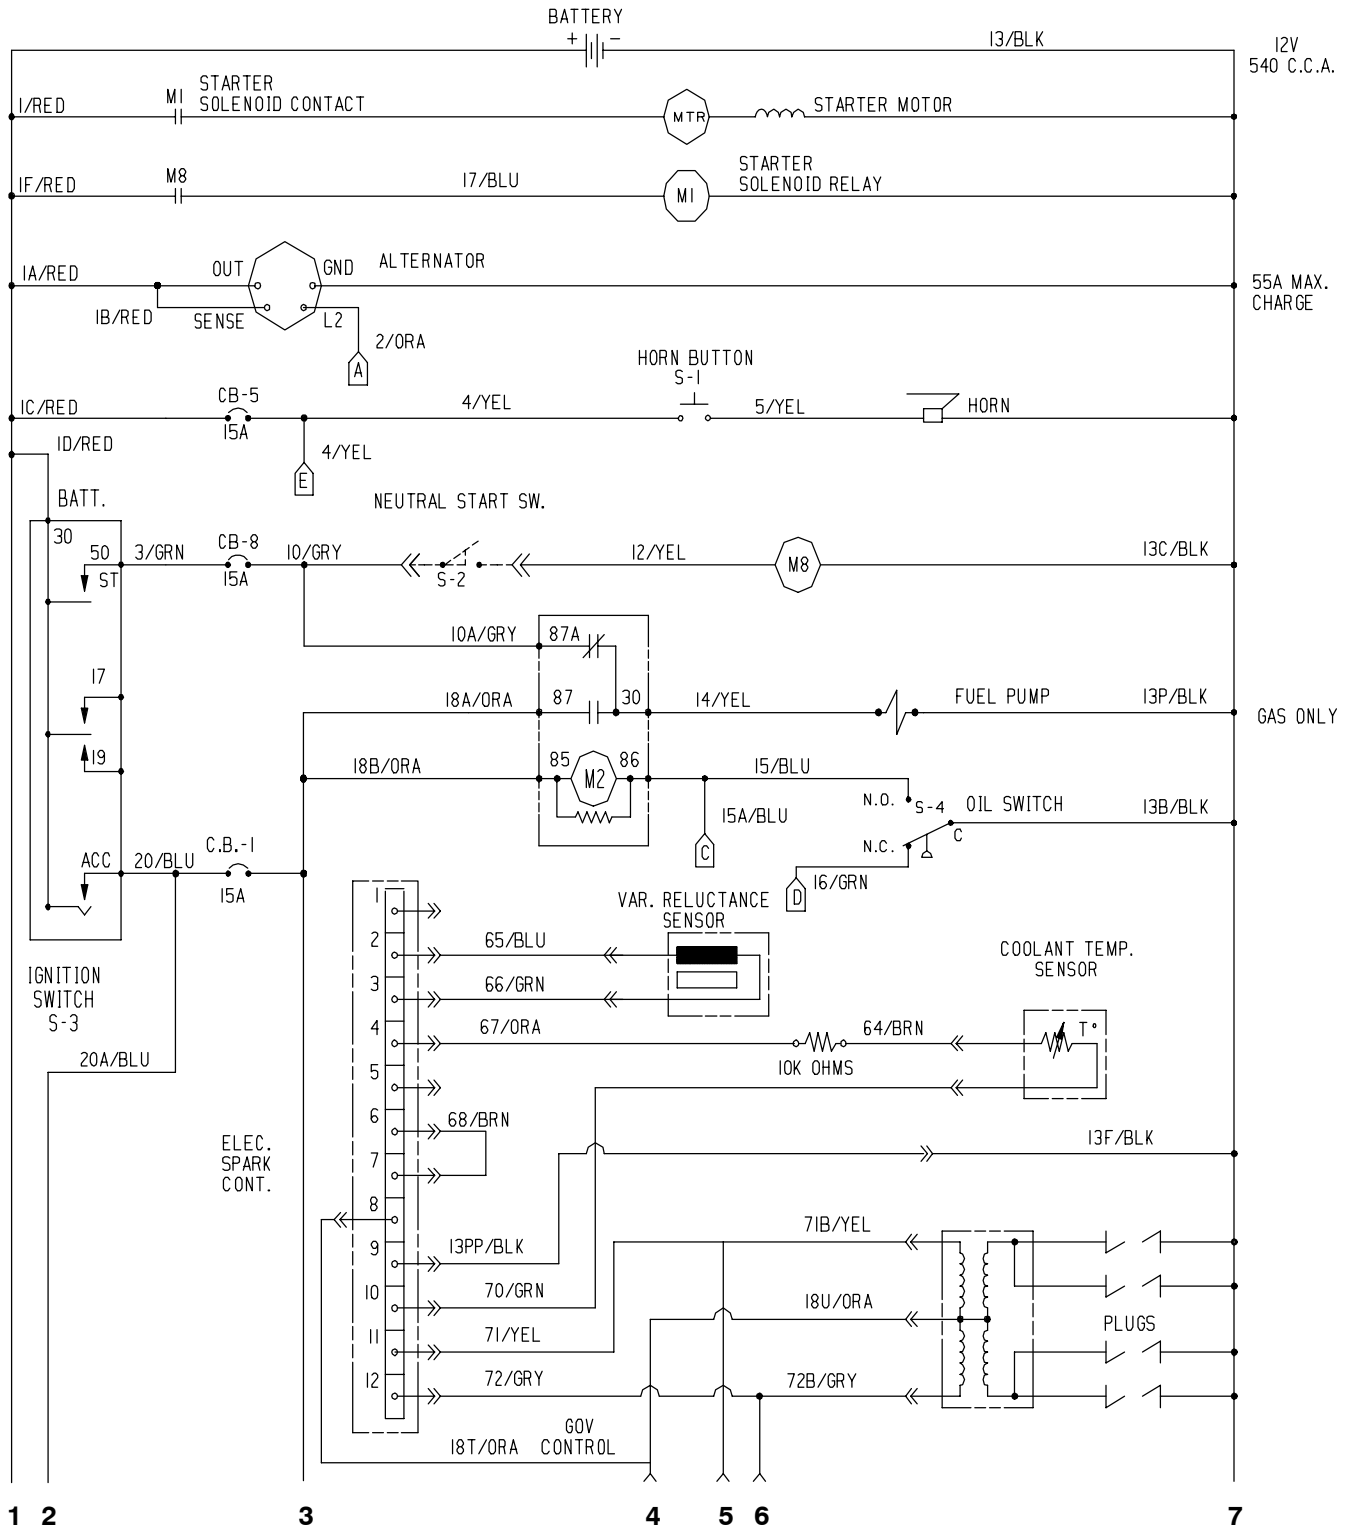 BATTERY
+ −
13/BLK
12V
540 C.C.A.
1/RED
M1
STARTER
SOLENOID CONTACT
MTR
STARTER MOTOR
1F/RED
M8
17/BLU
M1
STARTER
SOLENOID RELAY
1A/RED
OUT
GND
ALTERNATOR
55A MAX.
CHARGE
1B/RED
SENSE
L2
2/ORA
A
HORN BUTTON
S-1
1C/RED
CB-5
15A
4/YEL
5/YEL
HORN
1D/RED
4/YEL
E
BATT.
30
NEUTRAL START SW.
50
ST
3/GRN
CB-8
15A
10/GRY
S-2
12/YEL
M8
13C/BLK
10A/GRY
87A
17
18A/ORA
87
30
14/YEL
FUEL PUMP
13P/BLK
GAS ONLY
19
18B/ORA
85
M2
86
15/BLU
N.O.
S-4
OIL SWITCH
13B/BLK
15A/BLU
C
N.C.
C
ACC
20/BLU
C.B.-1
15A
16/GRN
D
1
VAR. RELUCTANCE
SENSOR
2
65/BLU
COOLANT TEMP.
SENSOR
IGNITION
SWITCH
S-3
3
66/GRN
4
67/ORA
10K OHMS
64/BRN
T°
20A/BLU
5
6
68/BRN
ELEC.
SPARK
CONT.
7
13F/BLK
8
71B/YEL
9
13PP/BLK
10
70/GRN
18U/ORA
11
71/YEL
PLUGS
12
72/GRY
72B/GRY
18T/ORA
GOV
CONTROL
1 2 3 4 5 6 7